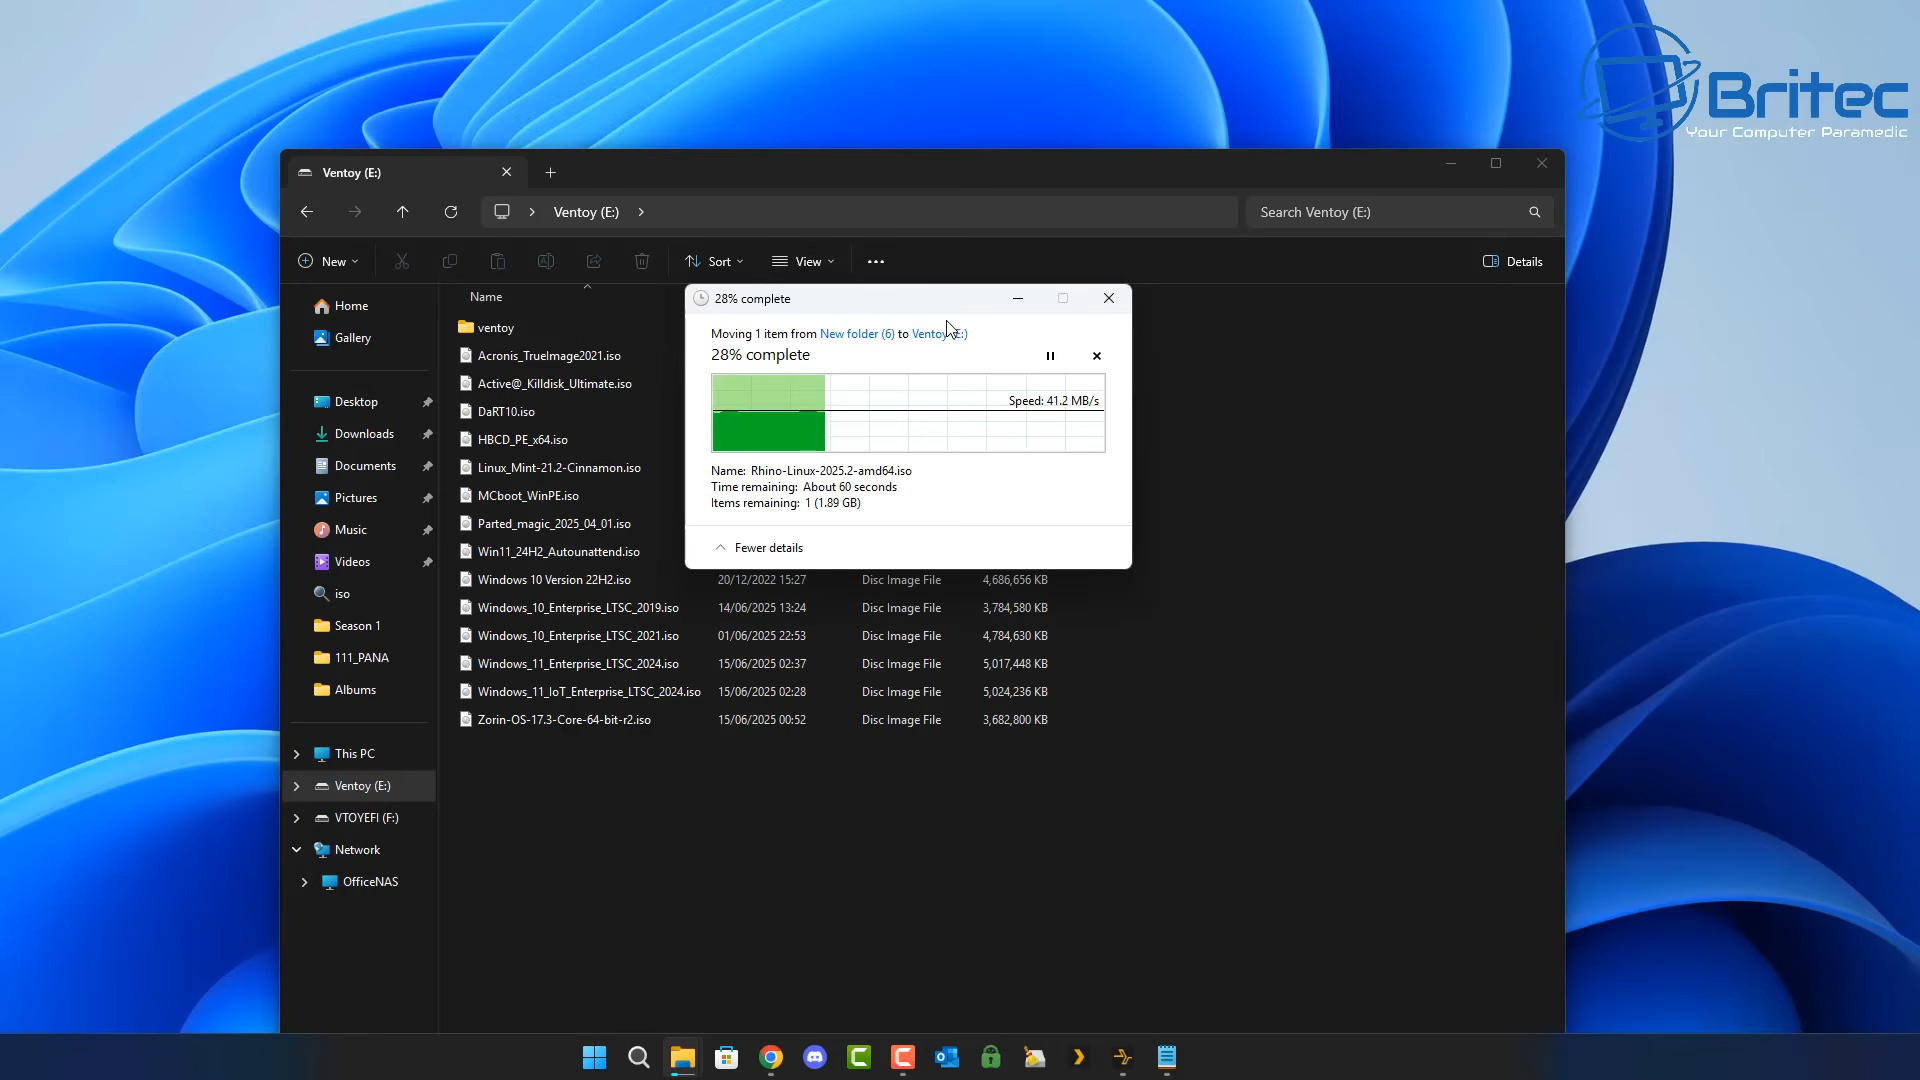 Britec
Your Computer Paramedic
Ventoy (E:)
Ventoy (E:)
Search Ventoy (E:)
New
Sort
View
Details
Home
Gallery
Desktop
Downloads
Documents
Pictures
Music
Videos
iso
Season 1
111_PANA
Albums
This PC
Ventoy (E:)
VTOYEFI (F:)
Network
OfficeNAS
Name
ventoy
Acronis_TrueImage2021.iso
Active@_Killdisk_Ultimate.iso
DaRT10.iso
HBCD_PE_x64.iso
Linux_Mint-21.2-Cinnamon.iso
MCboot_WinPE.iso
Parted_magic_2025_04_01.iso
Win11_24H2_Autounattend.iso
Windows 10 Version 22H2.iso 20/12/2022 15:27 Disc Image File 4,686,656 KB
Windows_10_Enterprise_LTSC_2019.iso 14/06/2025 13:24 Disc Image File 3,784,580 KB
Windows_10_Enterprise_LTSC_2021.iso 01/06/2025 22:53 Disc Image File 4,784,630 KB
Windows_11_Enterprise_LTSC_2024.iso 15/06/2025 02:37 Disc Image File 5,017,448 KB
Windows_11_IoT_Enterprise_LTSC_2024.iso 15/06/2025 02:28 Disc Image File 5,024,236 KB
Zorin-OS-17.3-Core-64-bit-r2.iso 15/06/2025 00:52 Disc Image File 3,682,800 KB
28% complete
Moving 1 item from New folder (6) to Ventoy (E:)
28% complete
Speed: 41.2 MB/s
Name: Rhino-Linux-2025.2-amd64.iso
Time remaining: About 60 seconds
Items remaining: 1 (1.89 GB)
Fewer details